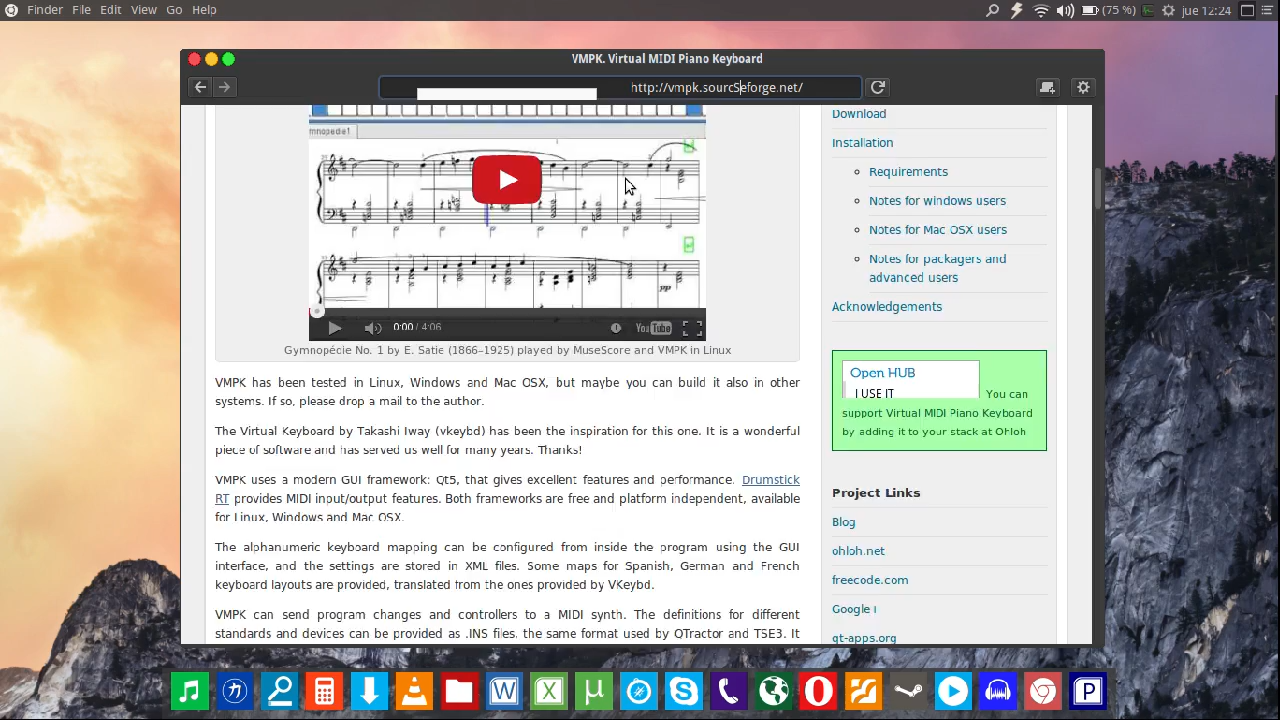 Finder File Edit View Go Help
(75 %) jue 12:24
VMPK. Virtual MIDI Piano Keyboard
http://vmpk.sourcSeforge.net/
mnopedie1
pp
0:00 / 4:06
YouTube
Gymnopécie No. 1 by E. Satie (1866–1925) played by MuseScore and VMPK in Linux
VMPK has been tested in Linux, Windows and Mac OSX, but maybe you can build it also in other
systems. If so, please drop a mail to the author.
The Virtual Keyboard by Takashi Iway (vkeybd) has been the inspiration for this one. It is a wonderful
piece of software and has served us well for many years. Thanks!
VMPK uses a modern GUI framework: Qt5, that gives excellent features and performance. Drumstick
RT provides MIDI input/output features. Both frameworks are free and platform independent, available
for Linux, Windows and Mac OSX.
The alphanumeric keyboard mapping can be configured from inside the program using the GUI
interface, and the settings are stored in XML files. Some maps for Spanish, German and French
keyboard layouts are provided, translated from the ones provided by VKeybd.
VMPK can send program changes and controllers to a MIDI synth. The definitions for different
standards and devices can be provided as .INS files, the same format used by QTractor and TSE3. It
Download
Installation
Requirements
Notes for windows users
Notes for Mac OSX users
Notes for packagers and
advanced users
Acknowledgements
Open HUB
I USE IT
You can
support Virtual MIDI Piano Keyboard
by adding it to your stack at Ohloh
Project Links
Blog
ohloh.net
freecode.com
Google+
qt-apps.org